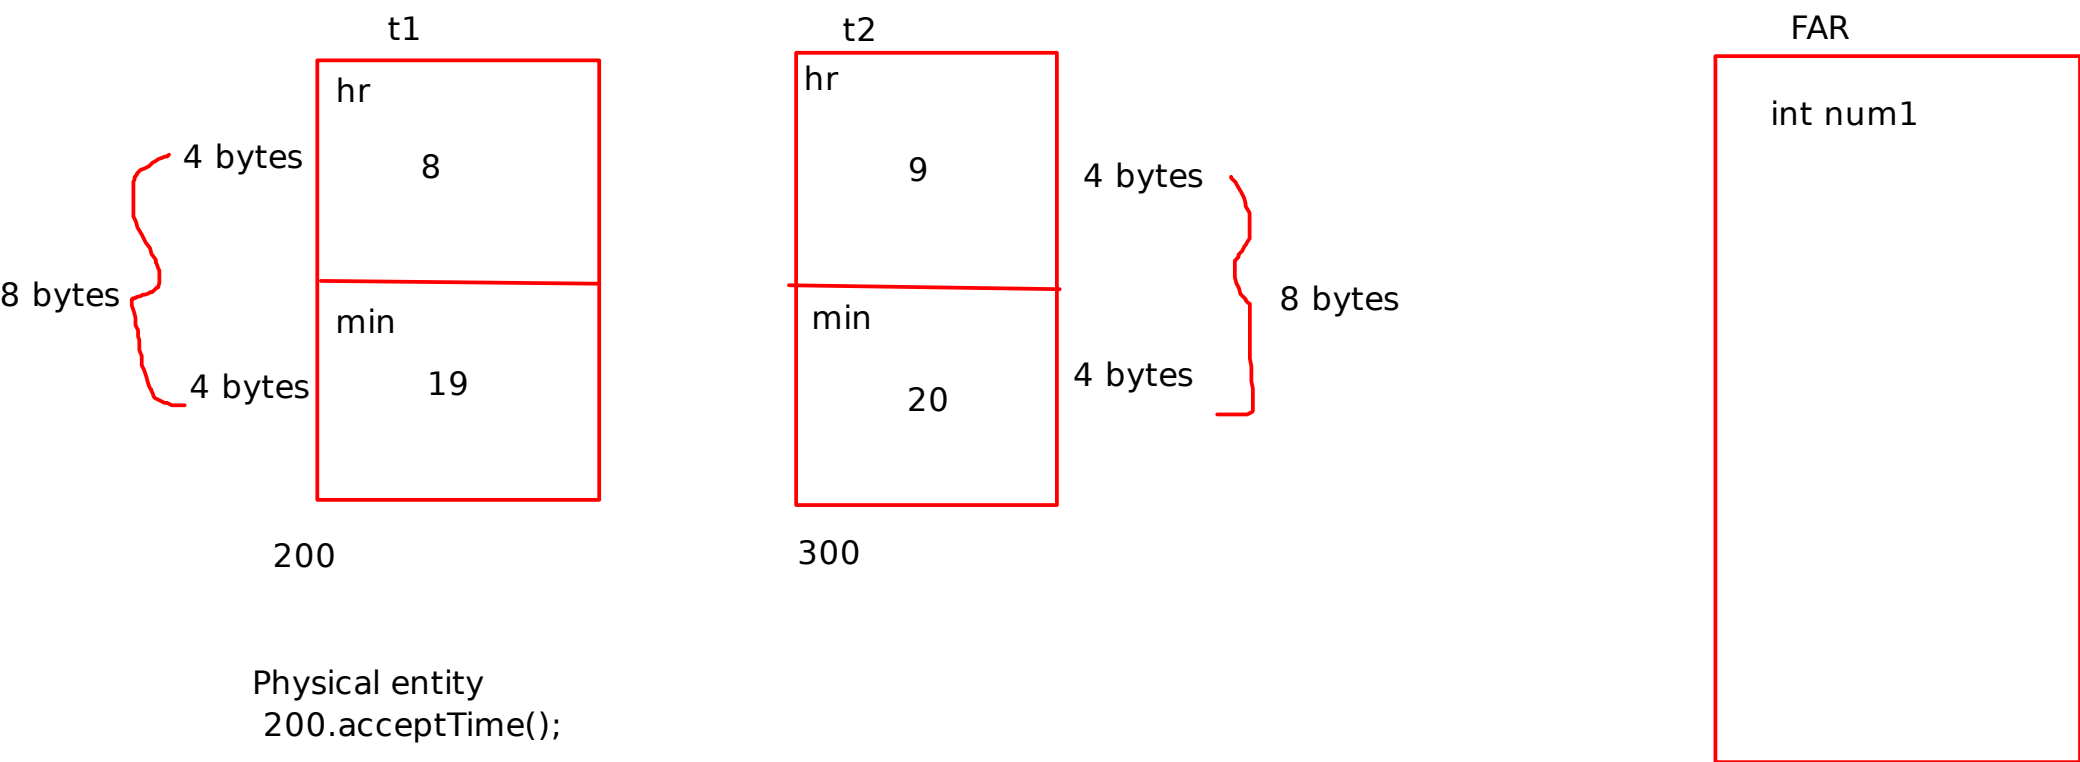 t1
hr
8
4 bytes
8 bytes
min
19
4 bytes
200
t2
hr
9
4 bytes
8 bytes
min
20
4 bytes
300
Physical entity
200.acceptTime();
FAR
int num1